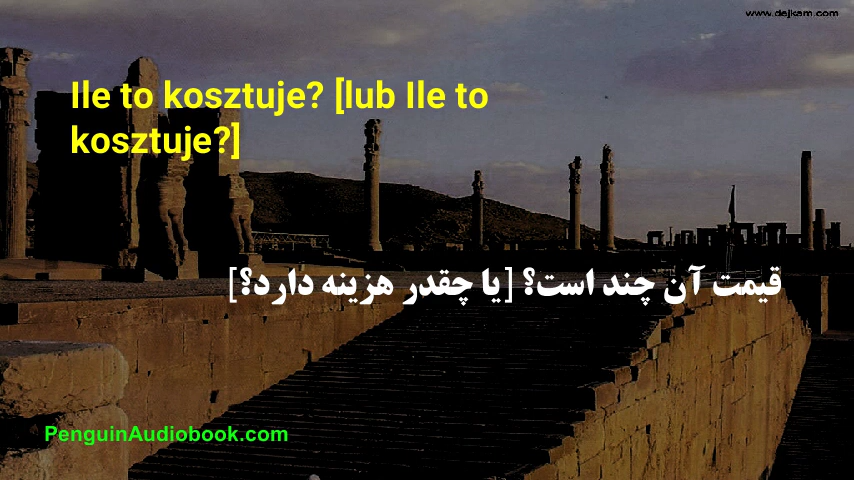 www.dejkam.com
Ile to kosztuje? [lub Ile to
kosztuje?]
قیمت آن چند است؟ [یا چقدر هزینه دارد؟]
PenguinAudiobook.com